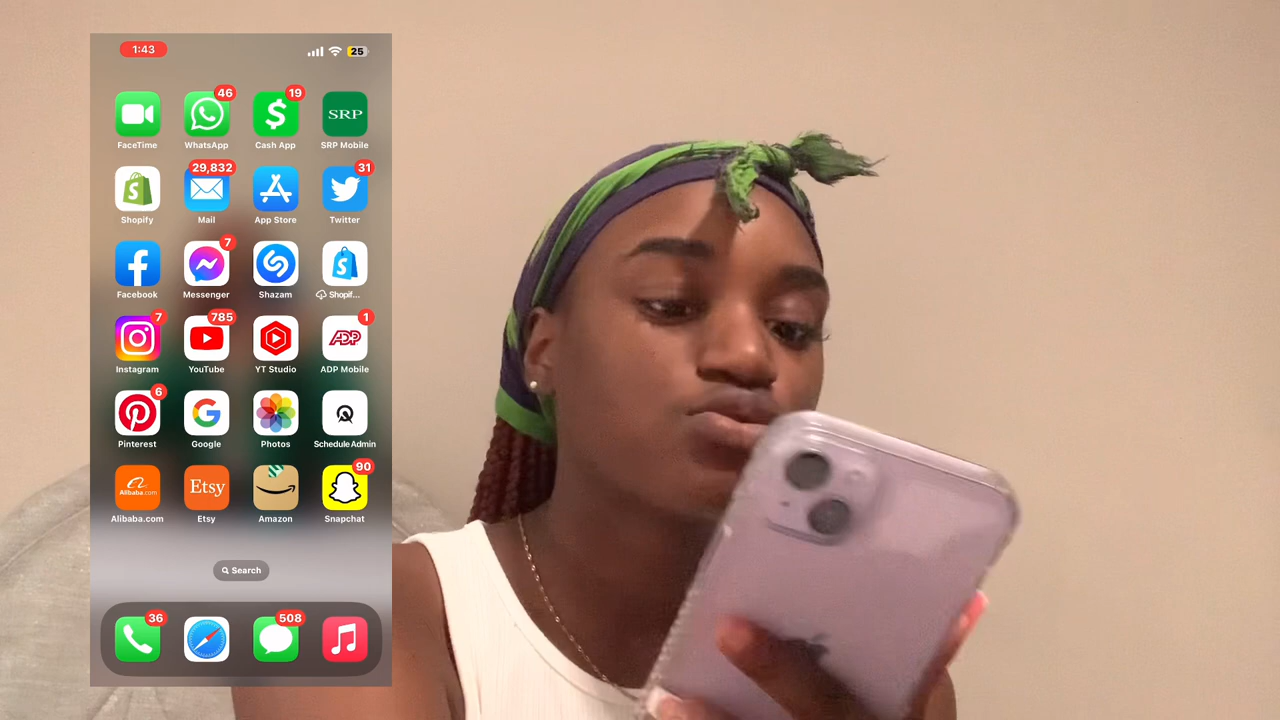 1:43
25
46
19
SRP
FaceTime
WhatsApp
Cash App
SRP Mobile
29,832
31
Shopify
Mail
App Store
Twitter
7
Facebook
Messenger
Shazam
Shopif...
7
785
ADP
1
Instagram
YouTube
YT Studio
ADP Mobile
6
Pinterest
Google
Photos
Schedule Admin
90
Alibaba.com
Etsy
Alibaba.com
Etsy
Amazon
Snapchat
Search
36
508